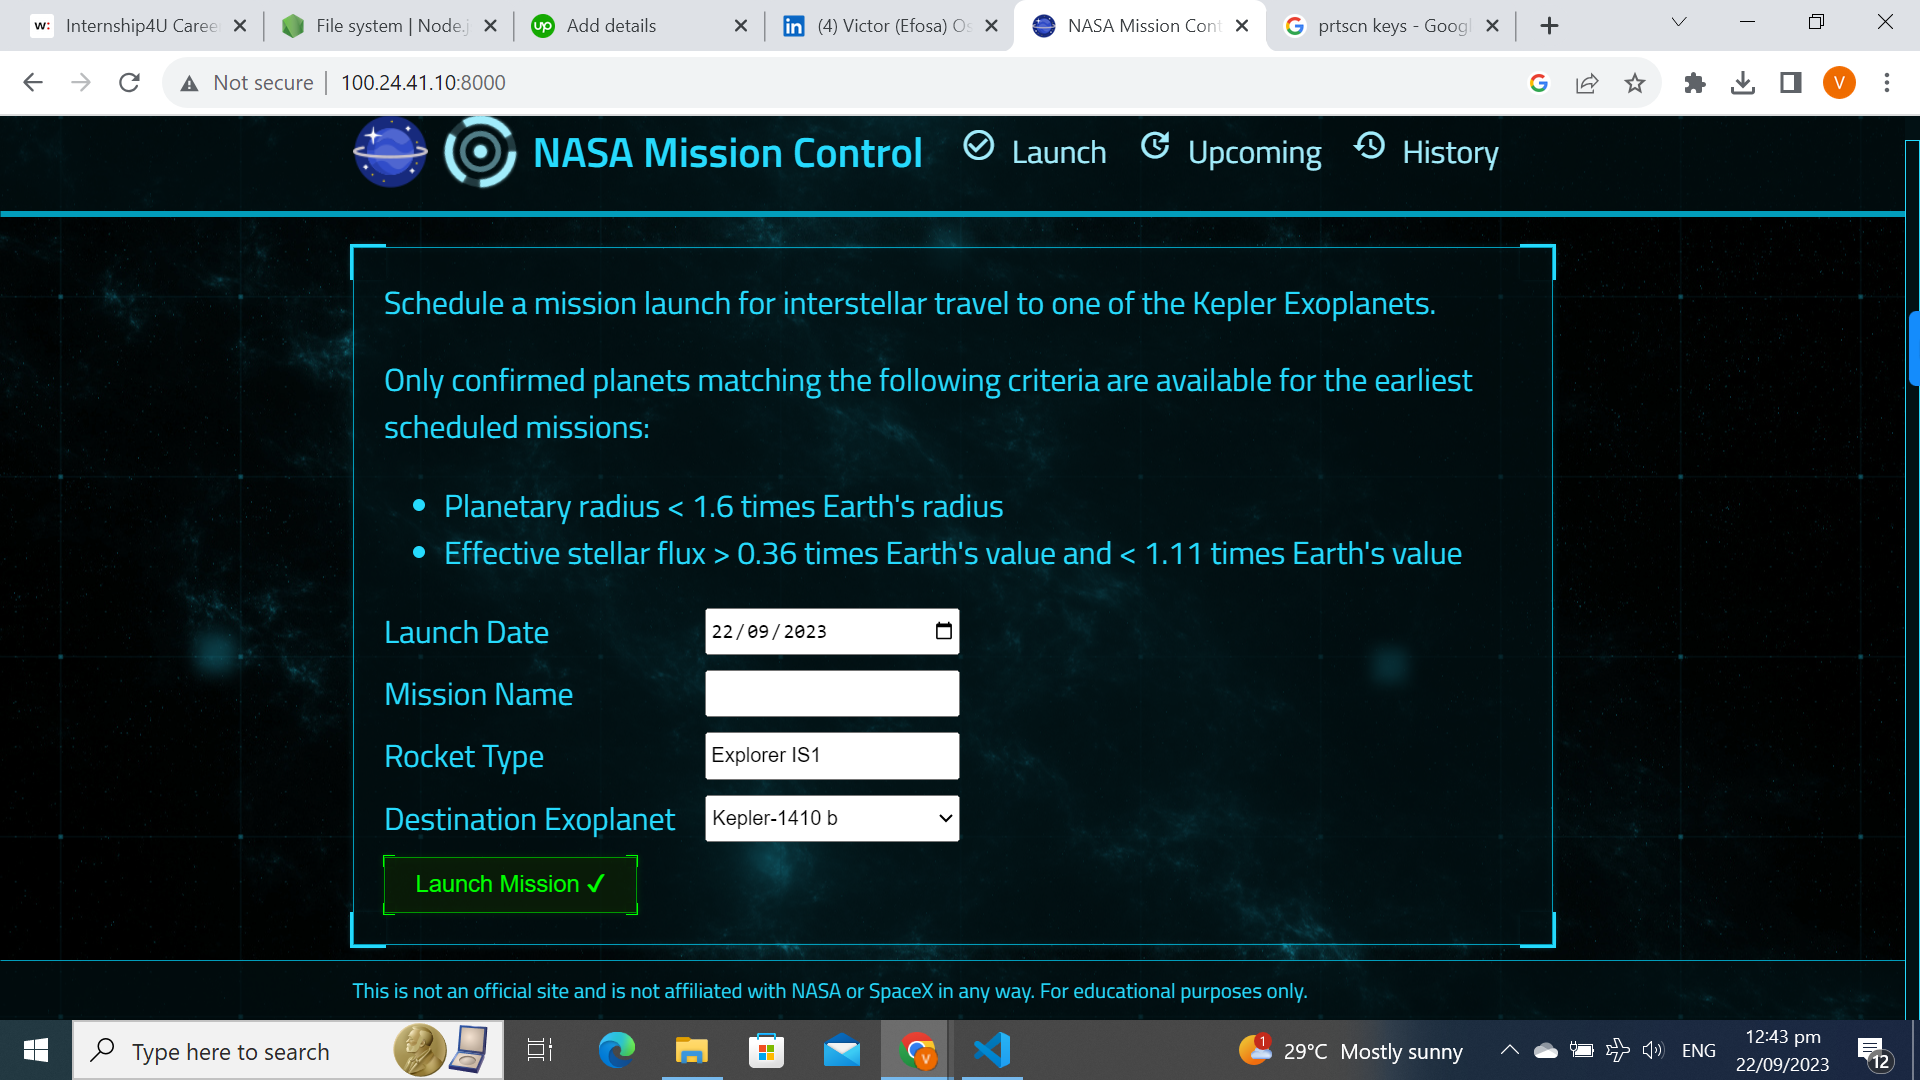 w:
Internship4U Caree
File system | Node.j
up
Add details
in
(4) Victor (Efosa) Os
NASA Mission Cont
prtscn keys - Googl
Not secure
100.24.41.10:8000
V
NASA Mission Control
Launch
Upcoming
History
Schedule a mission launch for interstellar travel to one of the Kepler Exoplanets.
Only confirmed planets matching the following criteria are available for the earliest
scheduled missions:
• Planetary radius < 1.6 times Earth's radius
• Effective stellar flux > 0.36 times Earth's value and < 1.11 times Earth's value
Launch Date
22/09/2023
Mission Name
Rocket Type
Explorer IS1
Destination Exoplanet
Kepler-1410 b
Launch Mission ✓
This is not an official site and is not affiliated with NASA or SpaceX in any way. For educational purposes only.
Type here to search
V
1
29°C Mostly sunny
ENG
12:43 pm
22/09/2023
12